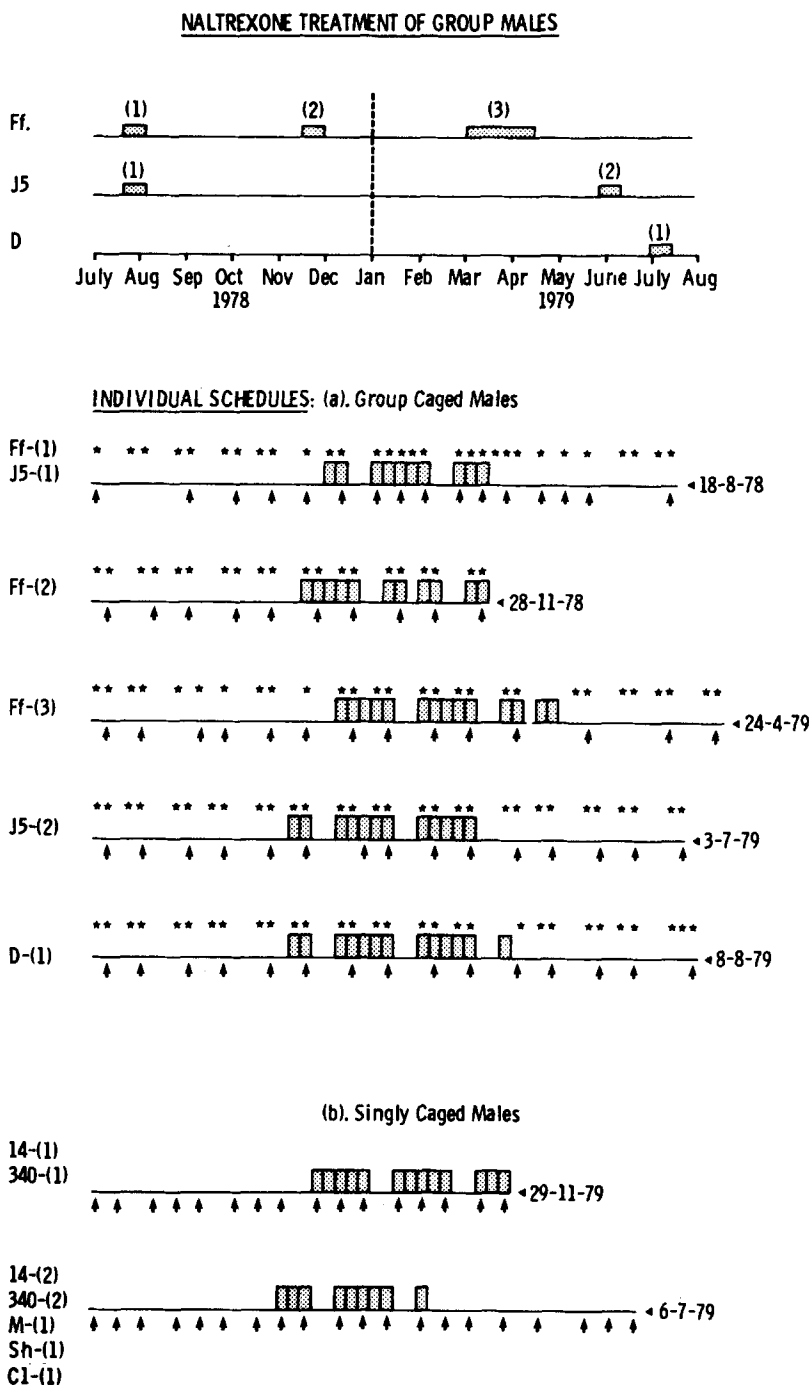 NALTREXONE TREATMENT OF GROUP MALES
(1) (2) (3)
Ff.
(1) (2)
J5
(1)
D
July Aug Sep Oct Nov Dec Jan Feb Mar Apr May June July Aug
1978 1979
INDIVIDUAL SCHEDULES: (a). Group Caged Males
Ff-(1)
J5-(1)
18-8-78
Ff-(2)
28-11-78
Ff-(3)
24-4-79
J5-(2)
3-7-79
D-(1)
8-8-79
(b). Singly Caged Males
14-(1)
340-(1)
29-11-79
14-(2)
340-(2)
6-7-79
M-(1)
Sh-(1)
Cl-(1)